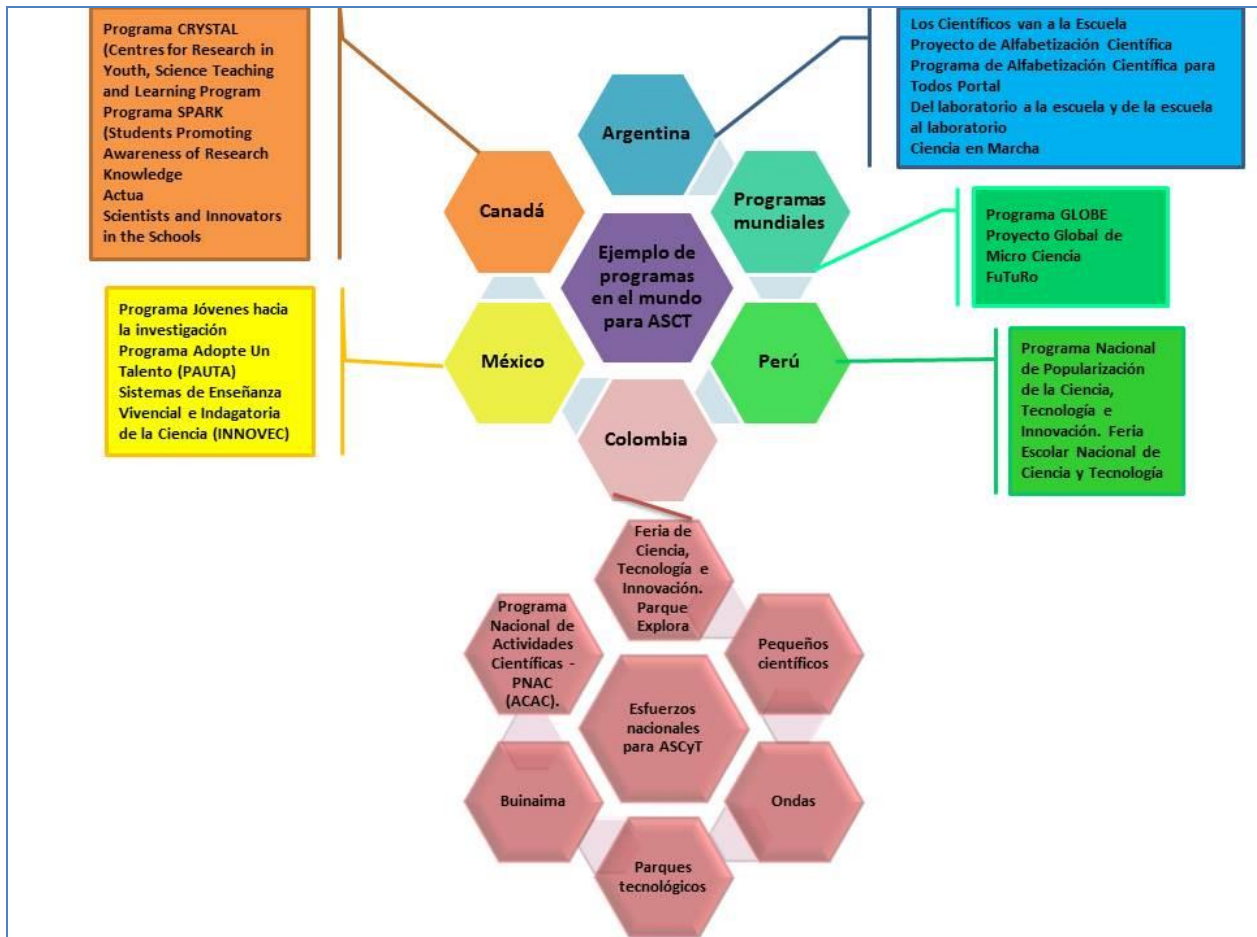 Programa CRYSTAL
(Centres for Research in
Youth, Science Teaching
and Learning Program
Programa SPARK
(Students Promoting
Awareness of Research
Knowledge
Actua
Scientists and Innovators
in the Schools
Los Científicos van a la Escuela
Proyecto de Alfabetización Científica
Programa de Alfabetización Científica para
Todos Portal
Del laboratorio a la escuela y de la escuela
al laboratorio
Ciencia en Marcha
Argentina
Canadá
Programas
mundiales
Programa GLOBE
Proyecto Global de
Micro Ciencia
FuTuRo
Ejemplo de
programas
en el mundo
para ASCT
Programa Jóvenes hacia
la investigación
Programa Adopte Un
Talento (PAUTA)
Sistemas de Enseñanza
Vivencial e Indagatoria
de la Ciencia (INNOVEC)
México
Perú
Programa Nacional
de Popularización
de la Ciencia,
Tecnología e
Innovación. Feria
Escolar Nacional de
Ciencia y Tecnología
Colombia
Feria de
Ciencia,
Tecnología e
Innovación.
Parque
Explora
Programa
Nacional de
Actividades
Científicas -
PNAC
(ACAC).
Pequeños
científicos
Esfuerzos
nacionales
para ASCyT
Buinaima
Ondas
Parques
tecnológicos